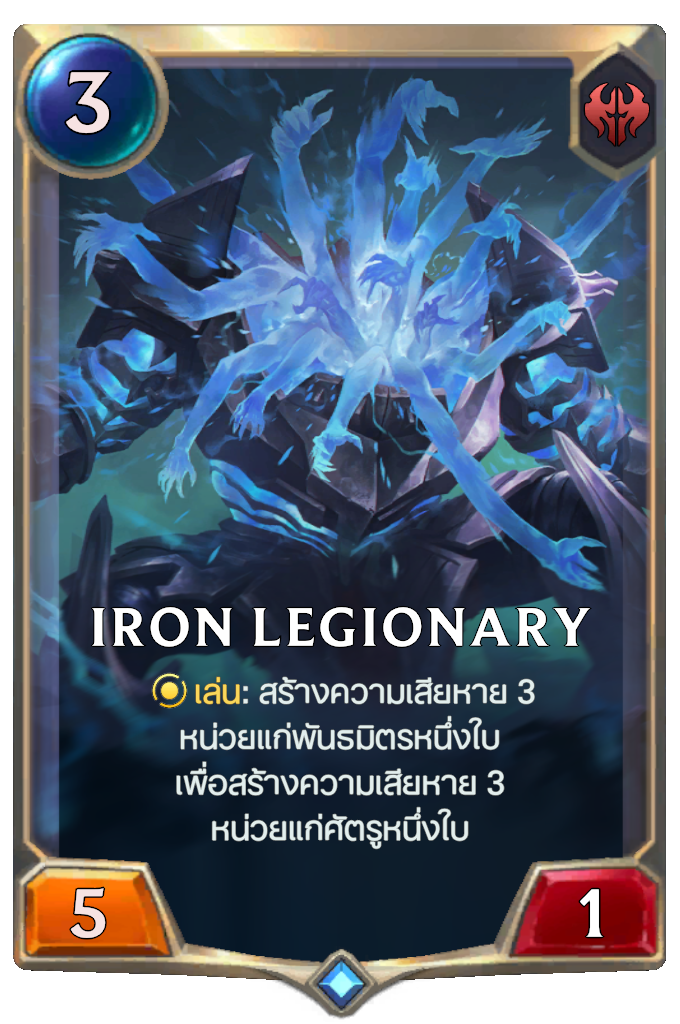 3
IRON LEGIONARY
เล่น: สร้างความเสียหาย 3
หน่วยแก่พันธมิตรหนึ่งใบ
เพื่อสร้างความเสียหาย 3
หน่วยแก่ศัตรูหนึ่งใบ
5
1